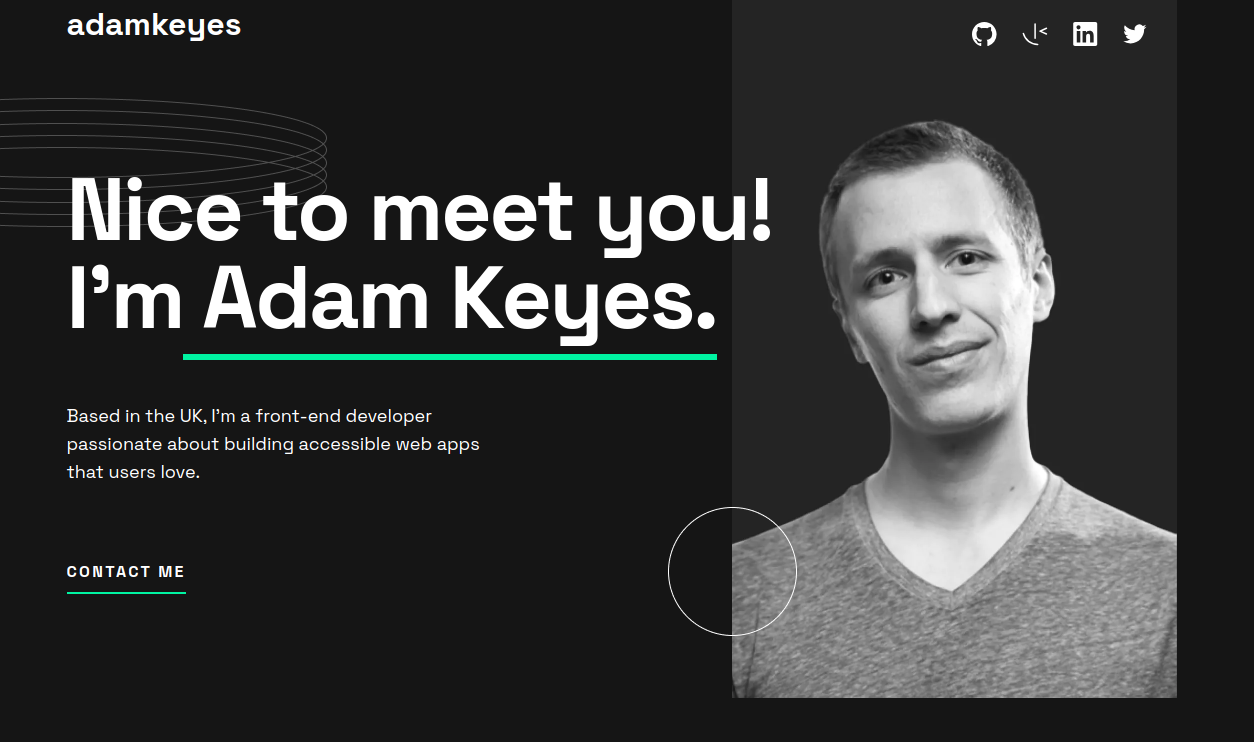 adamkeyes
Nice to meet you!
I’m Adam Keyes.
Based in the UK, I’m a front-end developer
passionate about building accessible web apps
that users love.
CONTACT ME